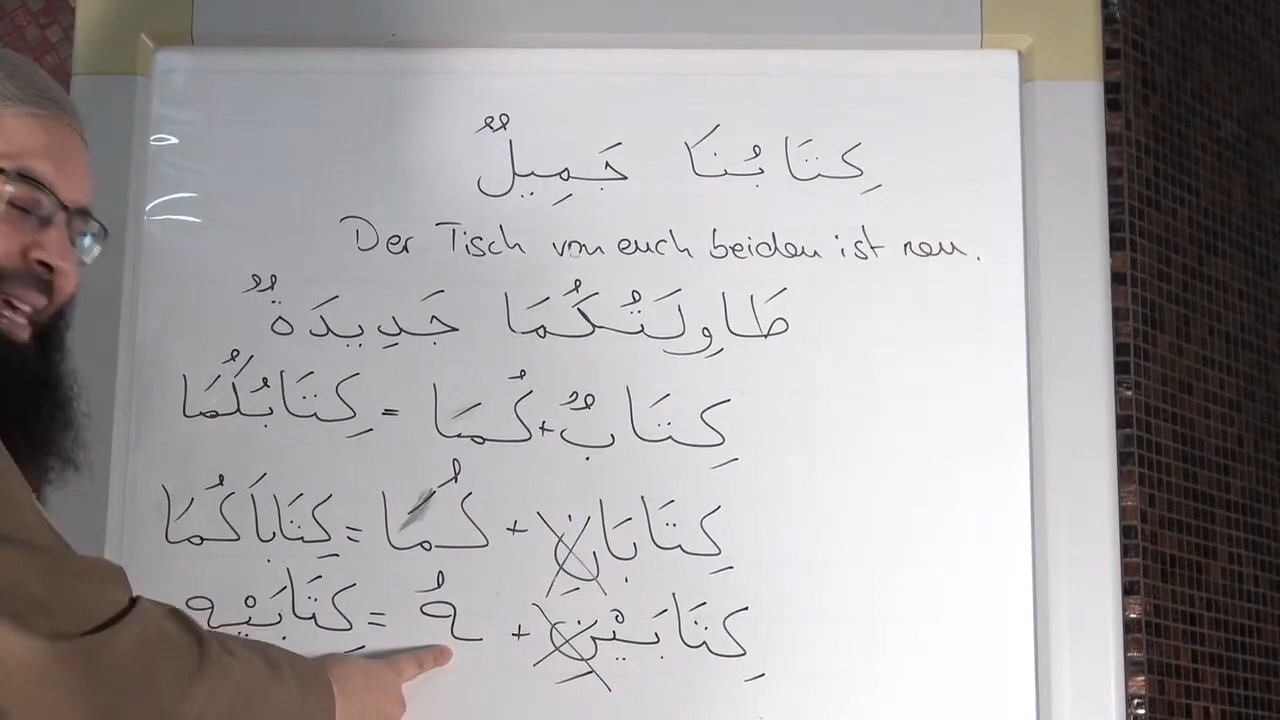 كِتَابُنَا جَمِيلٌ
Der Tisch von euch beiden ist neu.
طَاوِلَتُكُمَا جَدِيدَةٌ
كِتَابٌ + كُمَا = كِتَابُكُمَا
كِتَابَانِ + كُمَا = كِتَابَاكُمَا
كِتَابَيْنِ + هُ = كِتَابَيْهِ